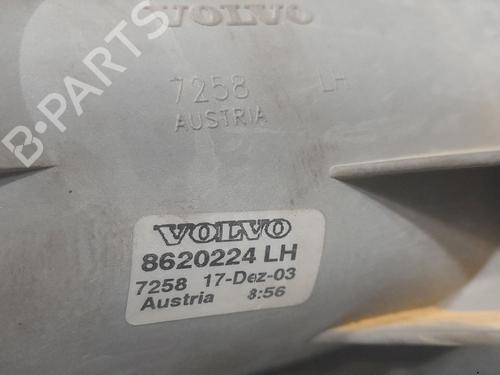 VOLVO
B-PARTS
7258 LH
AUSTRIA
VOLVO
8620224 LH
7258 17-Dez-03
Austria 8:56